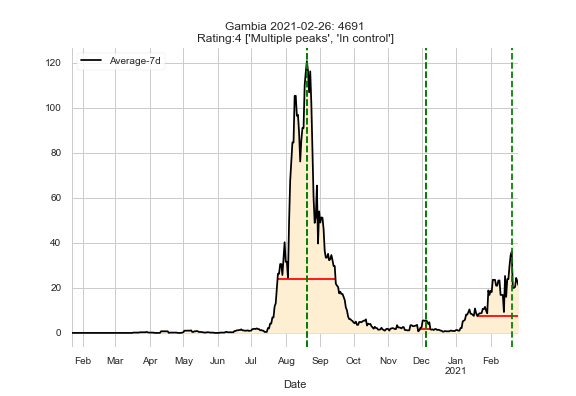 Gambia 2021-02-26: 4691
Rating:4 ['Multiple peaks', 'In control']
Average-7d
120
100
80
60
40
20
0
Feb Mar Apr May Jun Jul Aug Sep Oct Nov Dec Jan Feb
2021
Date